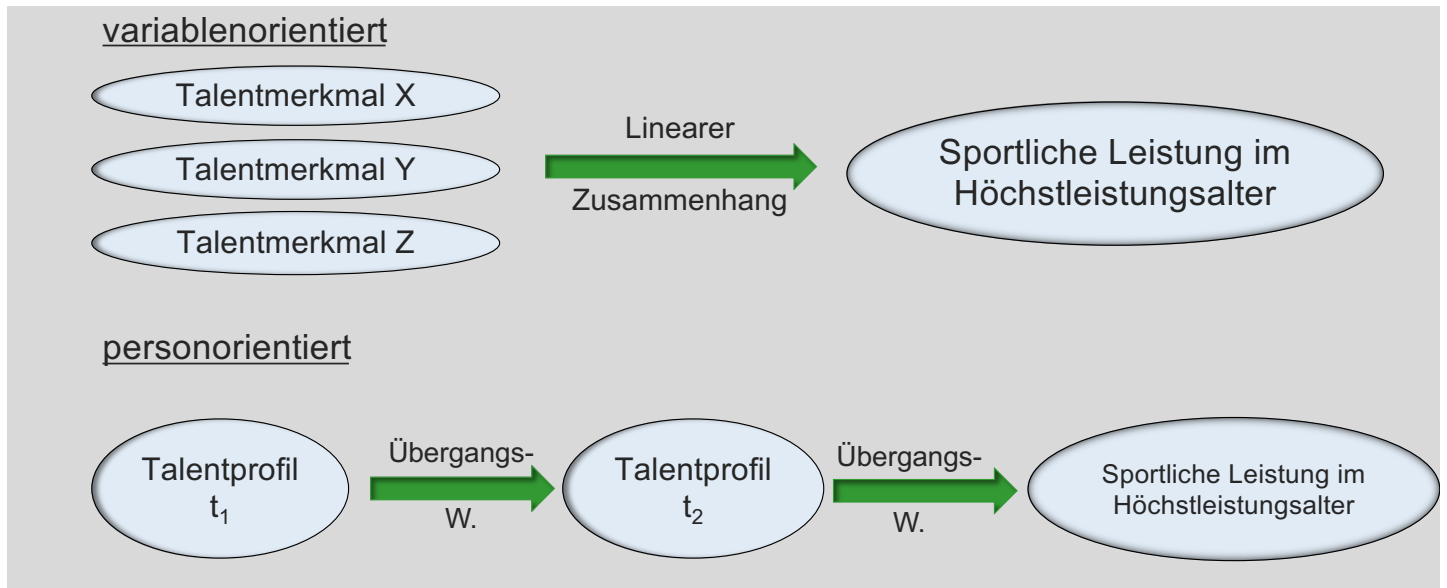 variablenorientiert
Talentmerkmal X
Talentmerkmal Y
Talentmerkmal Z
Linearer
Zusammenhang
Sportliche Leistung im
Höchstleistungsalter
personorientiert
Talentprofil
t₁
Übergangs-
W.
Talentprofil
t₂
Übergangs-
W.
Sportliche Leistung im
Höchstleistungsalter